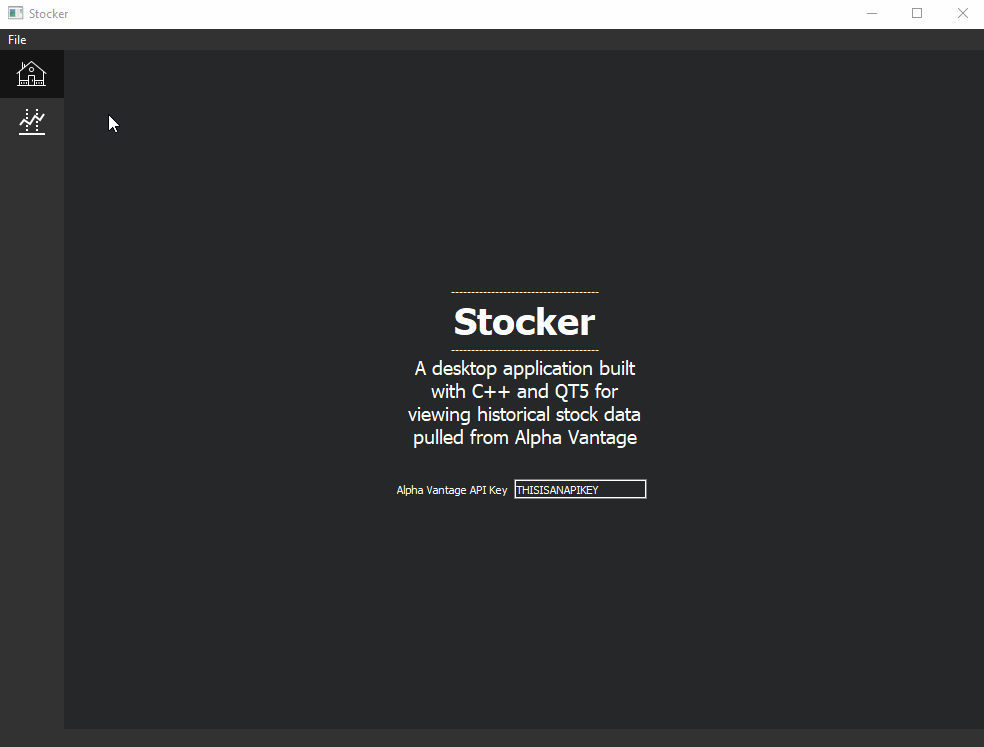 Stocker
File
------------------------------------
Stocker
------------------------------------
A desktop application built
with C++ and QT5 for
viewing historical stock data
pulled from Alpha Vantage
Alpha Vantage API Key THISISANAPIKEY